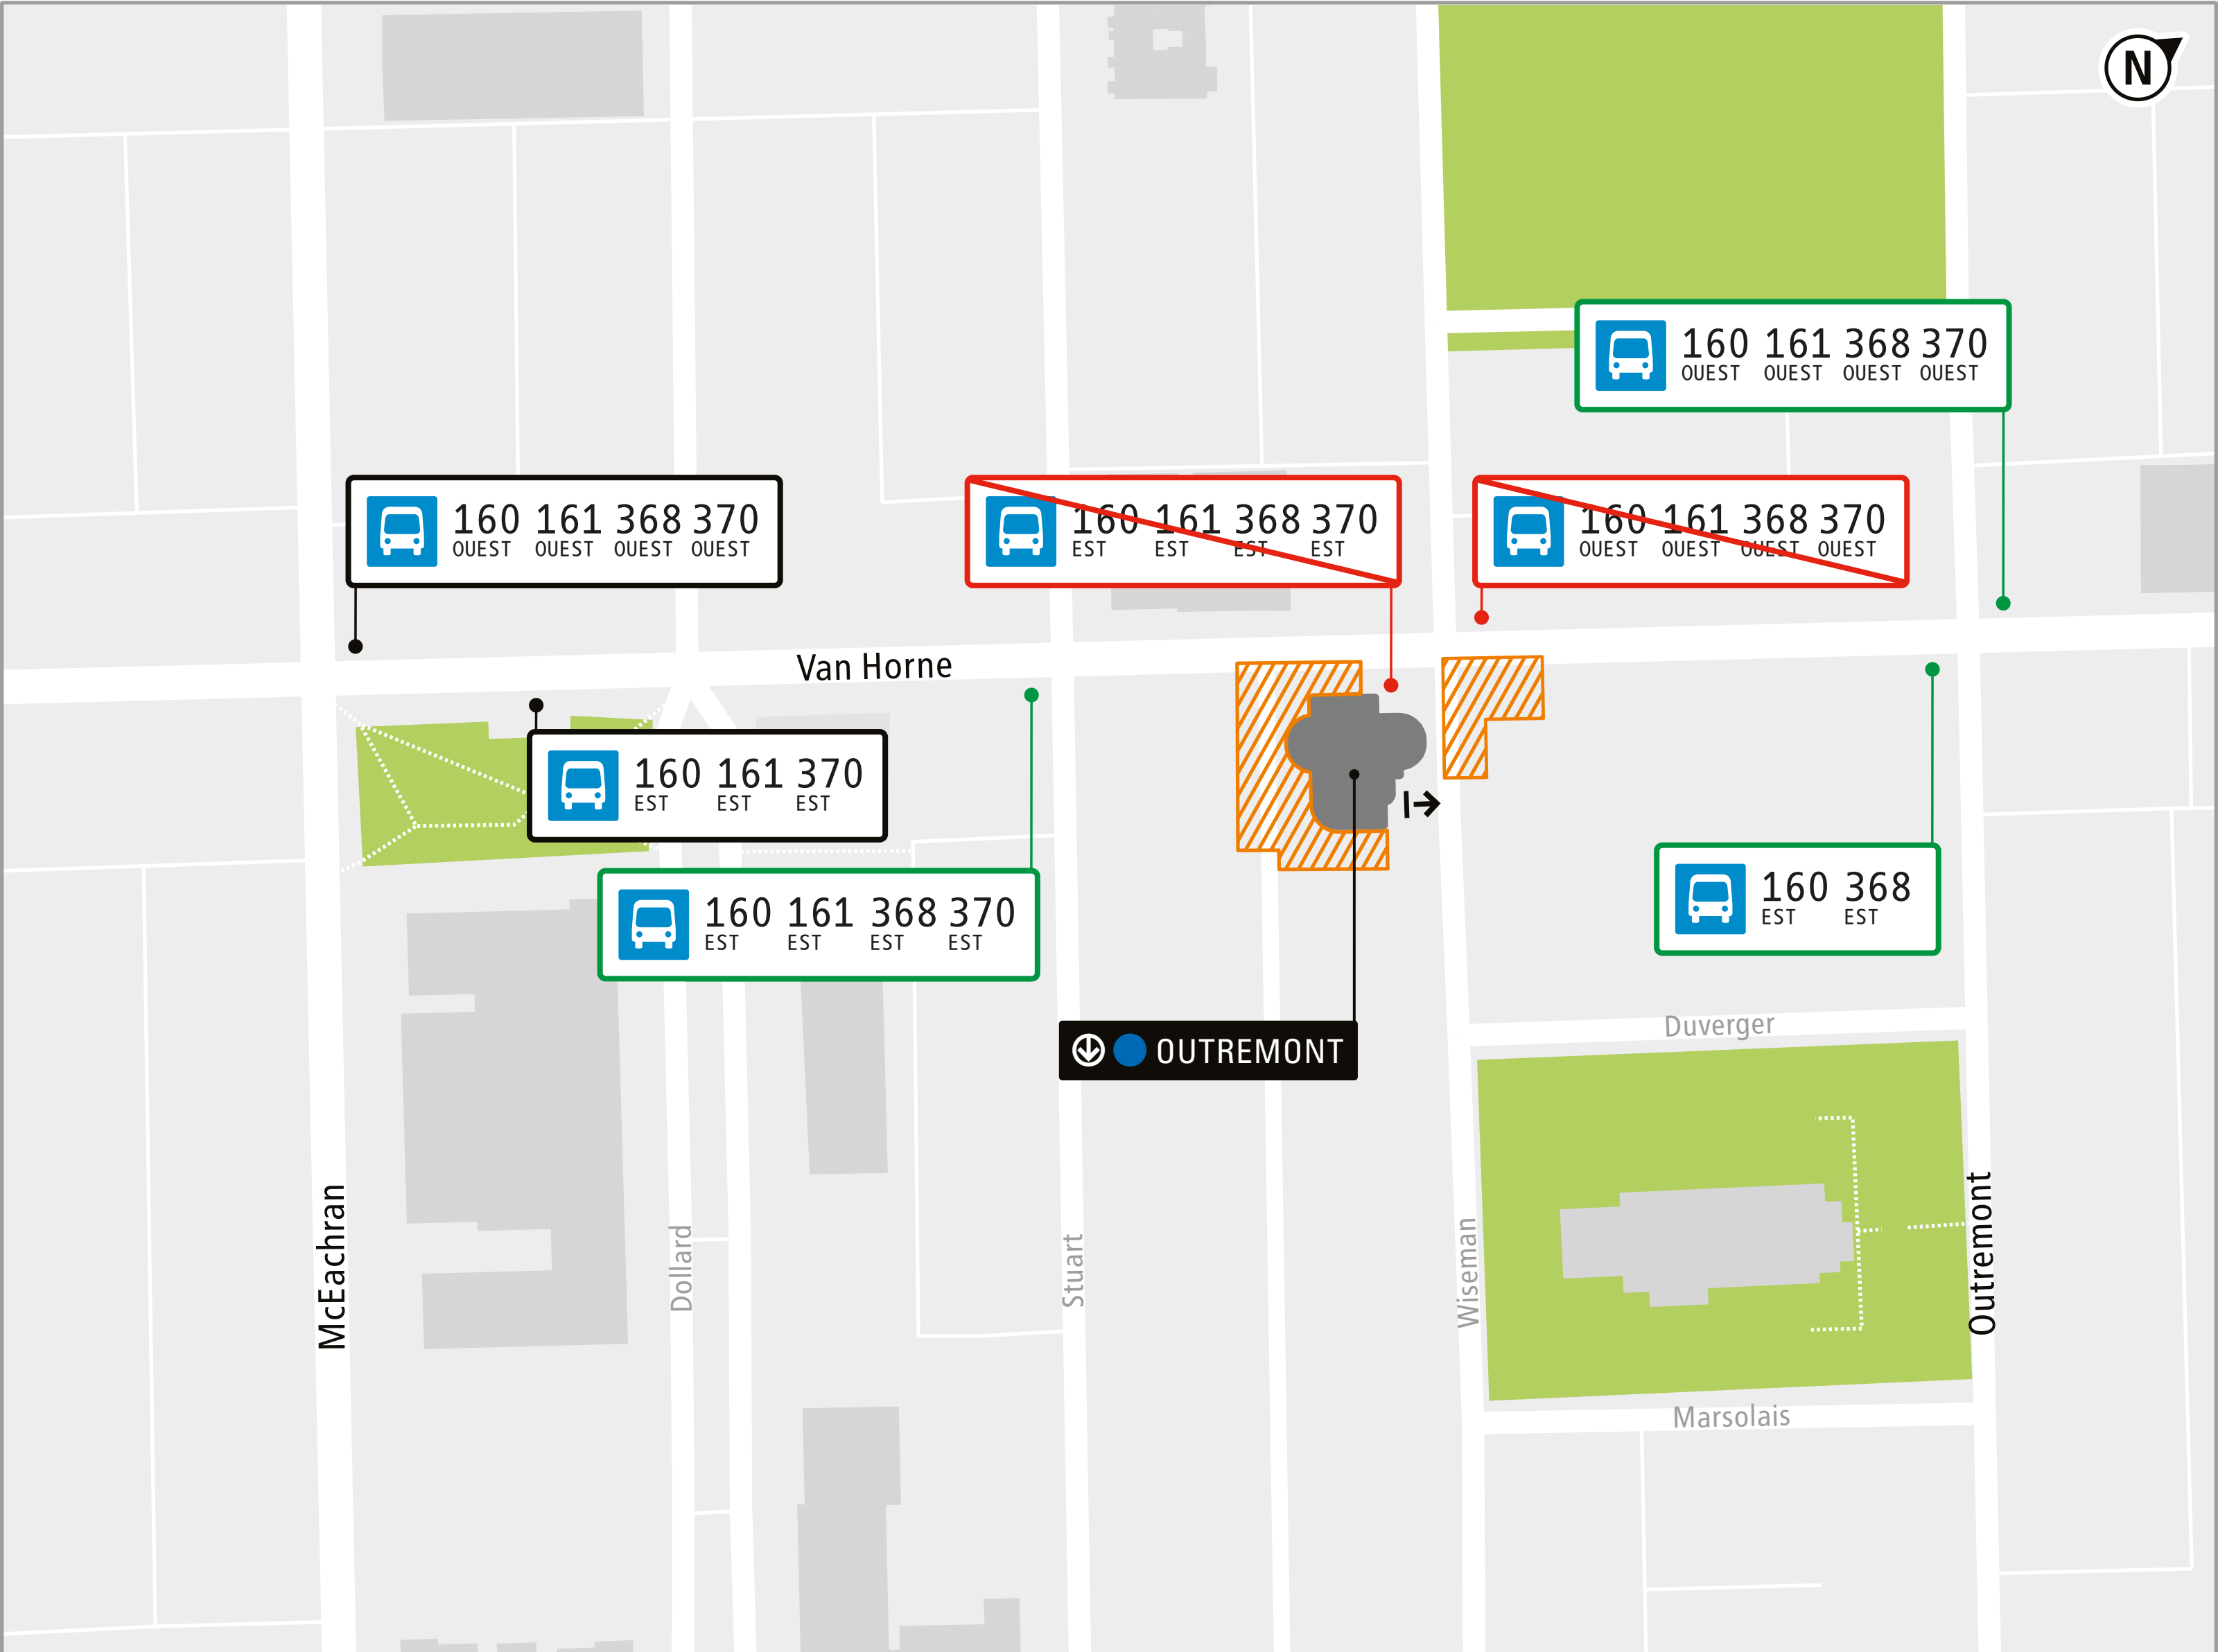 N
160 161 368 370
OUEST OUEST OUEST OUEST
160 161 368 370
OUEST OUEST OUEST OUEST
160 161 368 370
EST EST EST EST
160 161 368 370
OUEST OUEST OUEST OUEST
Van Horne
160 161 370
EST EST EST
160 161 368 370
EST EST EST EST
160 368
EST EST
OUTREMONT
Duverger
McEachran
Dollard
Stuart
Wiseman
Outremont
Marsolais